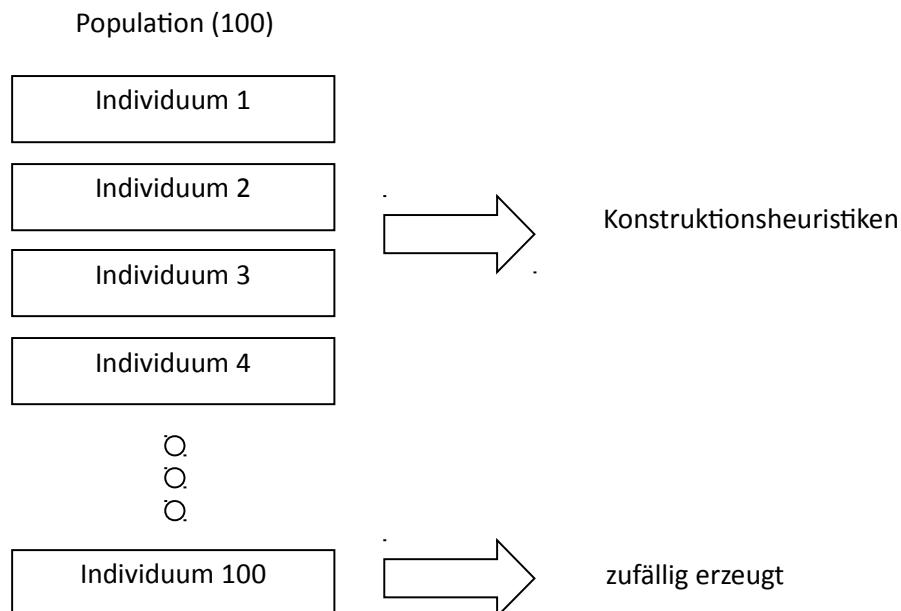 Population (100)
Individuum 1
Individuum 2
Konstruktionsheuristiken
Individuum 3
Individuum 4
Individuum 100
zufällig erzeugt